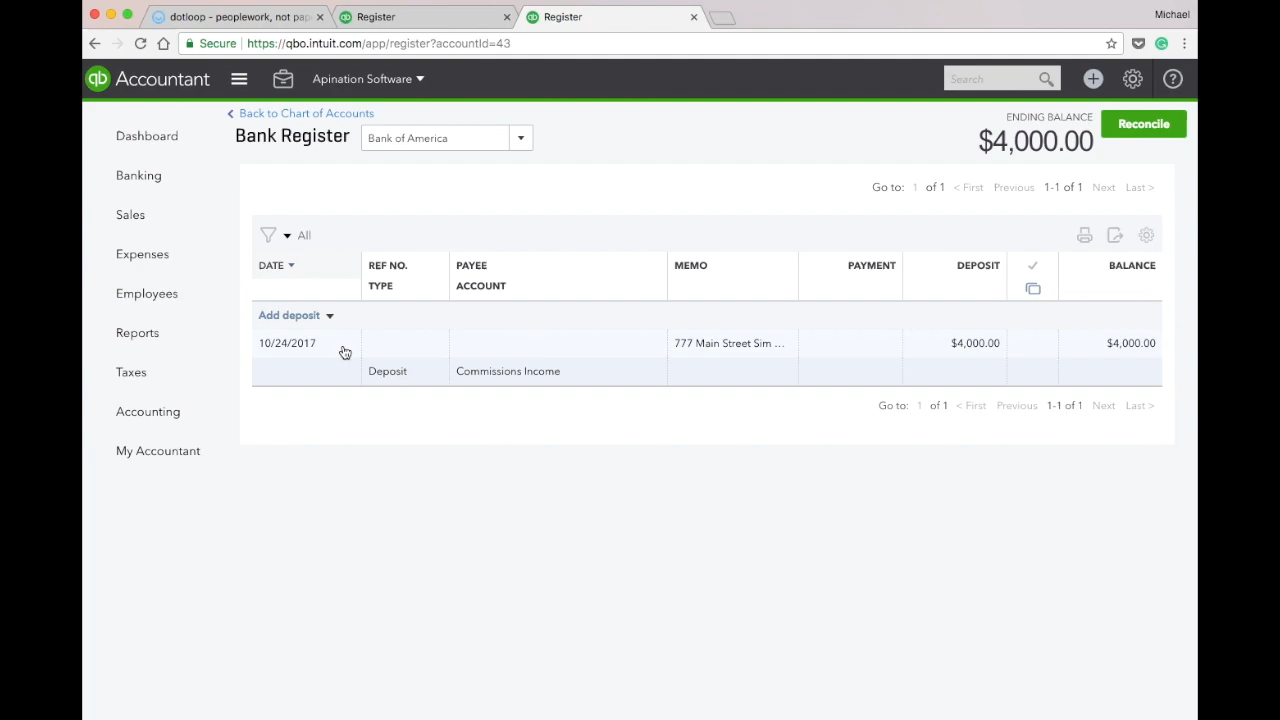 dotloop - peoplework, not pap
Register
Register
Michael
Secure
https://qbo.intuit.com/app/register?accountId=43
qb Accountant
Apination Software
Search
Back to Chart of Accounts
Bank Register
Bank of America
ENDING BALANCE
$4,000.00
Reconcile
Dashboard
Banking
Sales
Expenses
Employees
Reports
Taxes
Accounting
My Accountant
Go to: 1 of 1 < First Previous 1-1 of 1 Next Last >
All
DATE REF NO. PAYEE MEMO PAYMENT DEPOSIT BALANCE
TYPE ACCOUNT
Add deposit
10/24/2017 777 Main Street Sim ... $4,000.00 $4,000.00
Deposit Commissions Income
Go to: 1 of 1 < First Previous 1-1 of 1 Next Last >